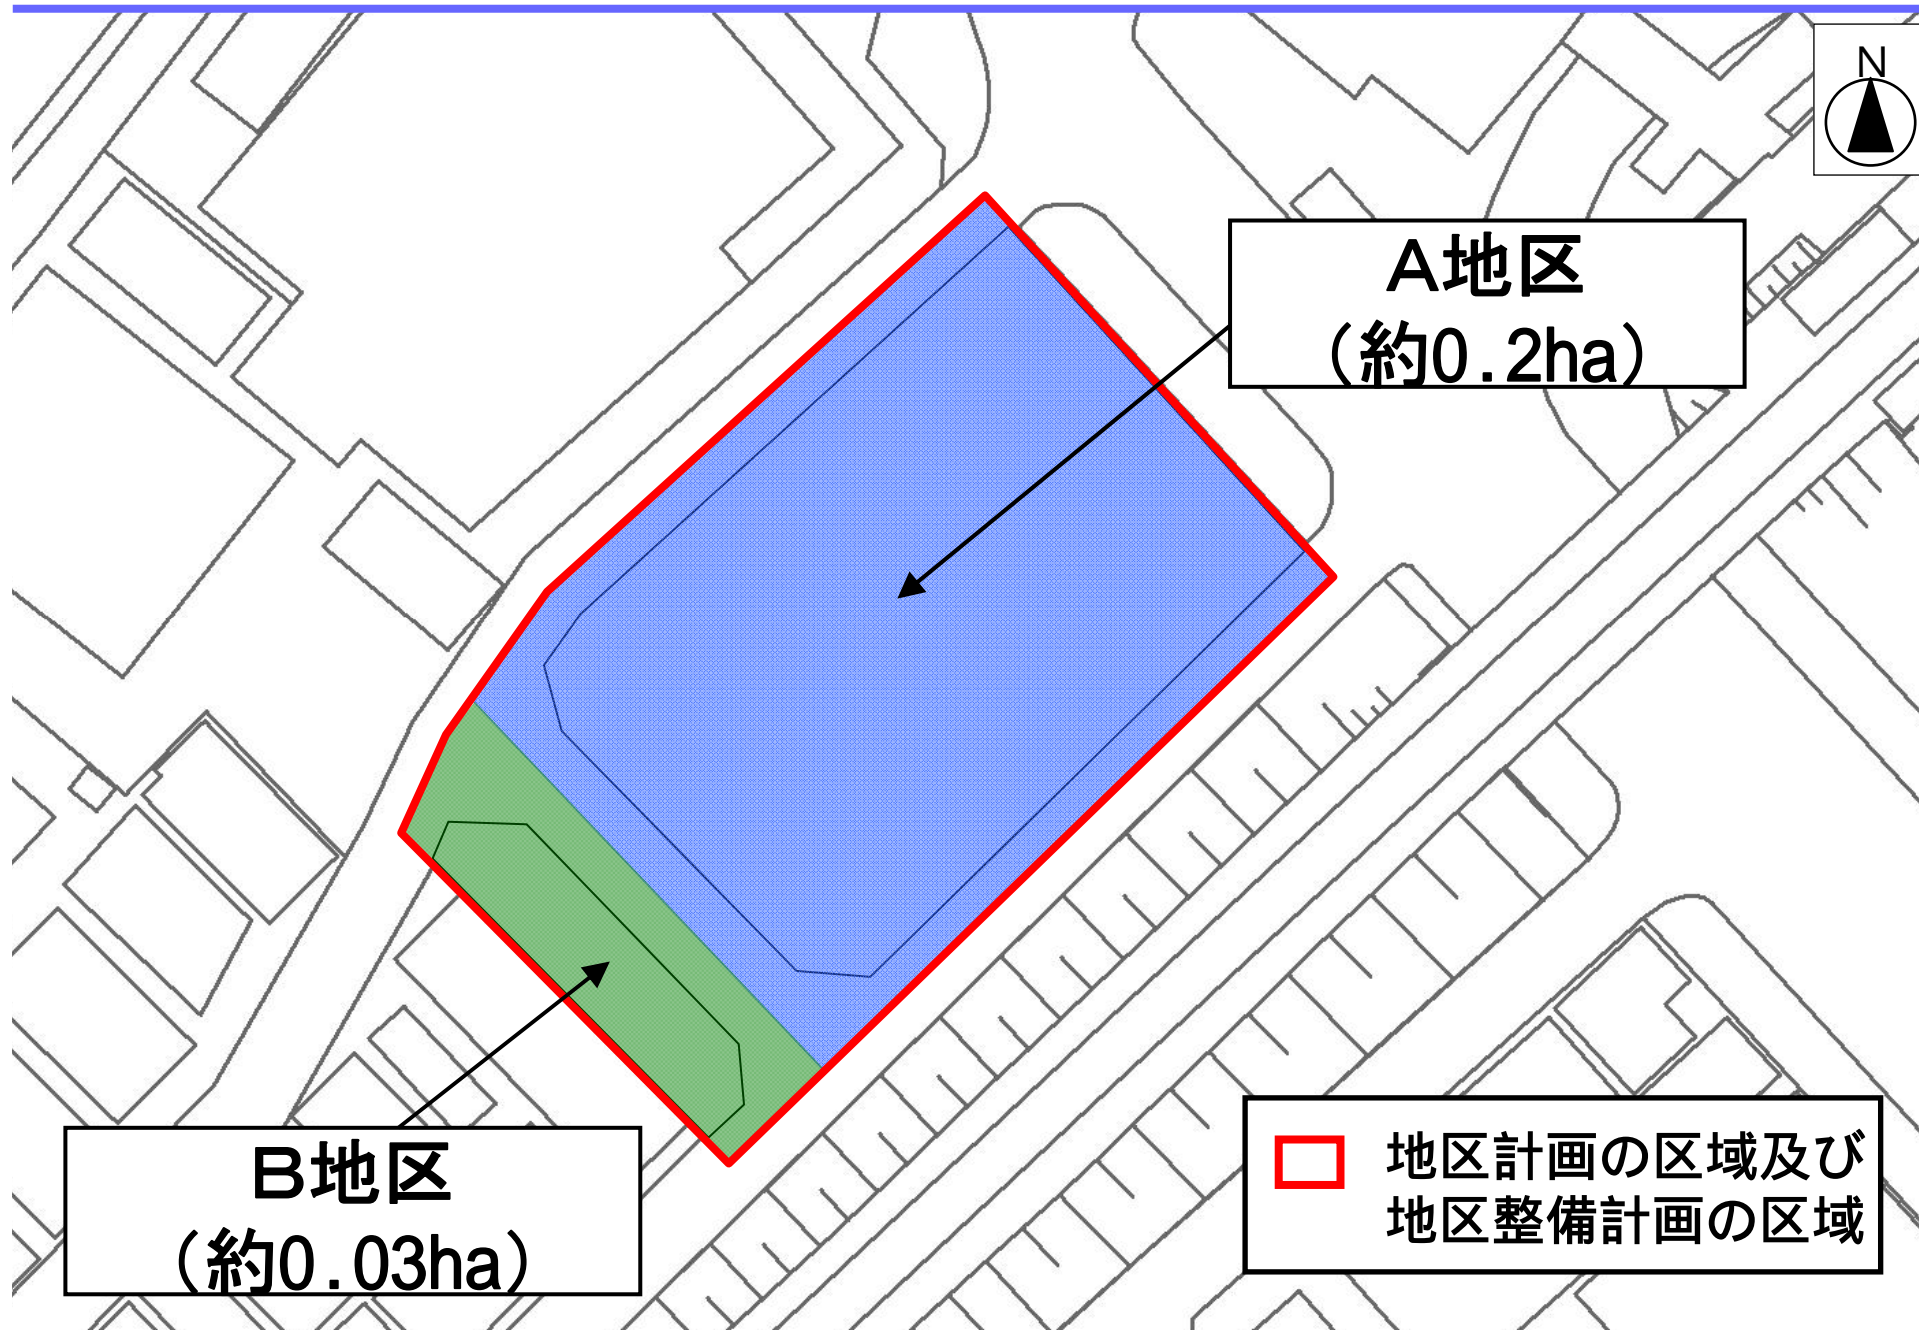 N
A地区
（約0.2ha）
B地区
（約0.03ha）
地区計画の区域及び
地区整備計画の区域